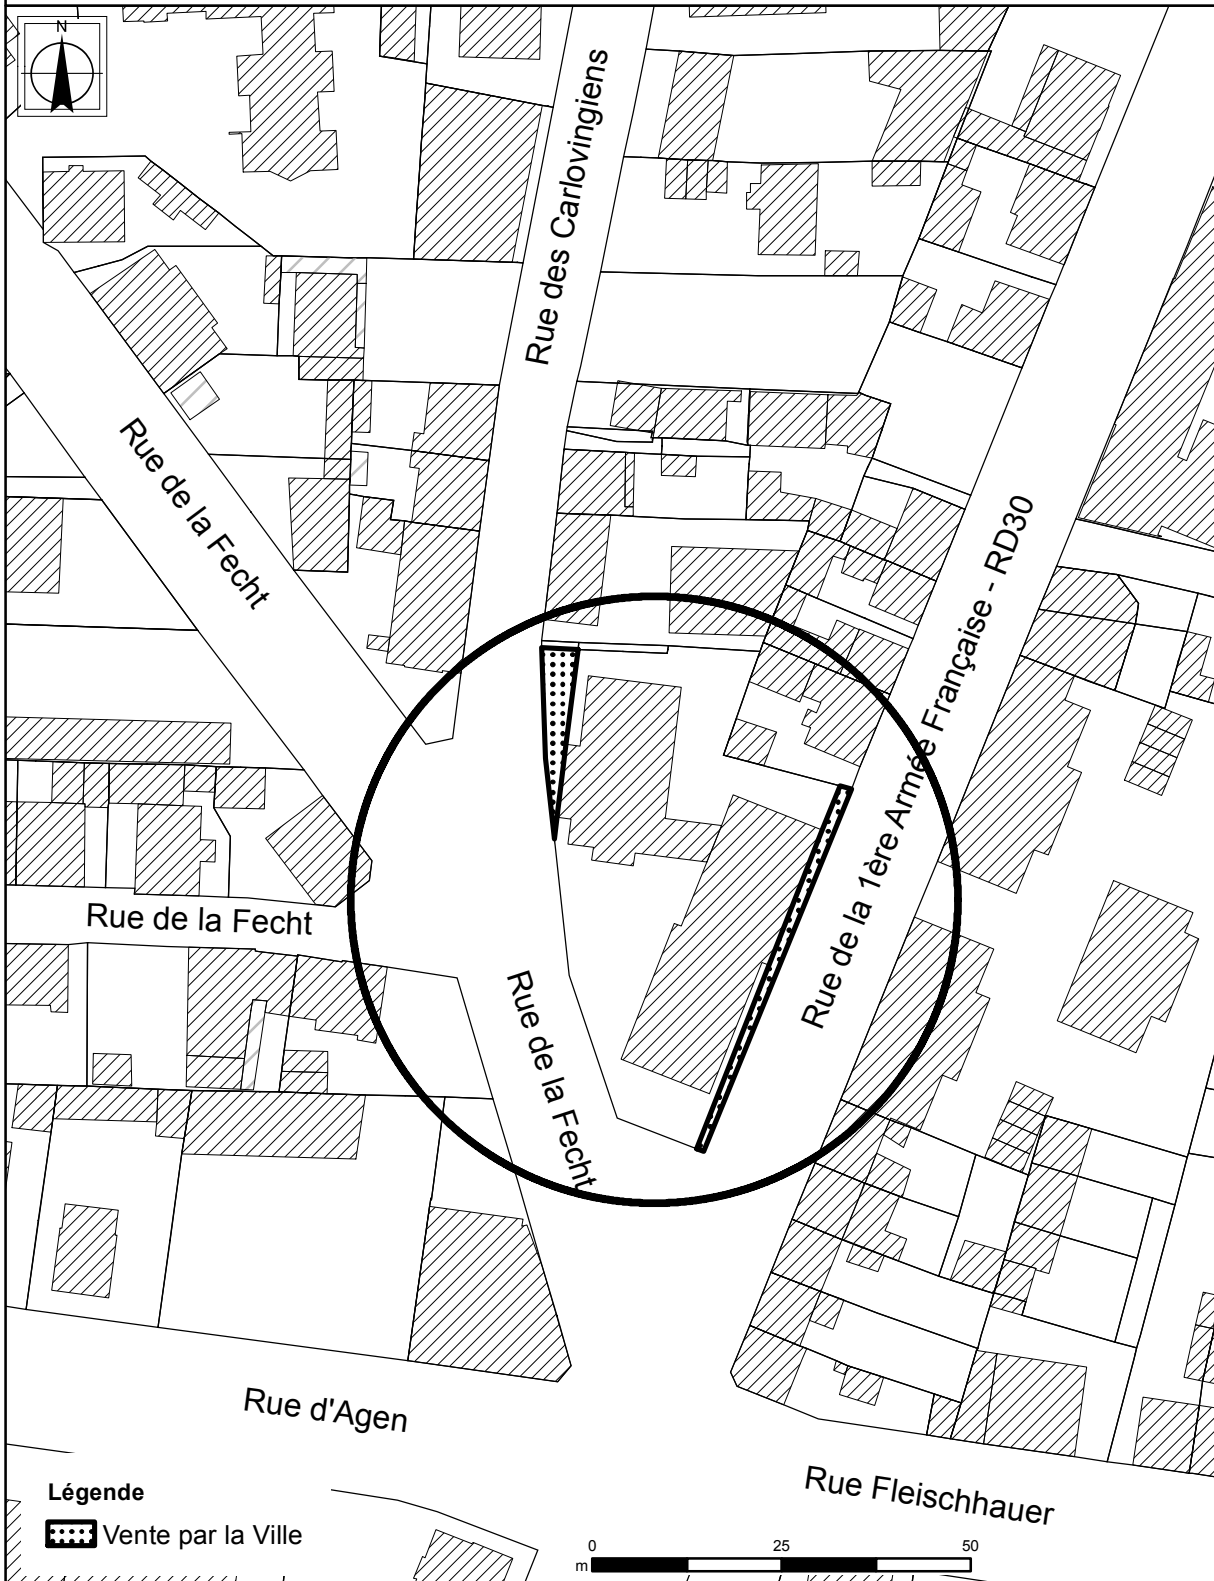 N
Rue des Carlovingiens
Rue de la Fecht
Rue de la 1ère Armée Française - RD30
Rue de la Fecht
Rue de la Fecht
Rue d'Agen
Rue Fleischhauer
Légende
Vente par la Ville
0 25 50
m